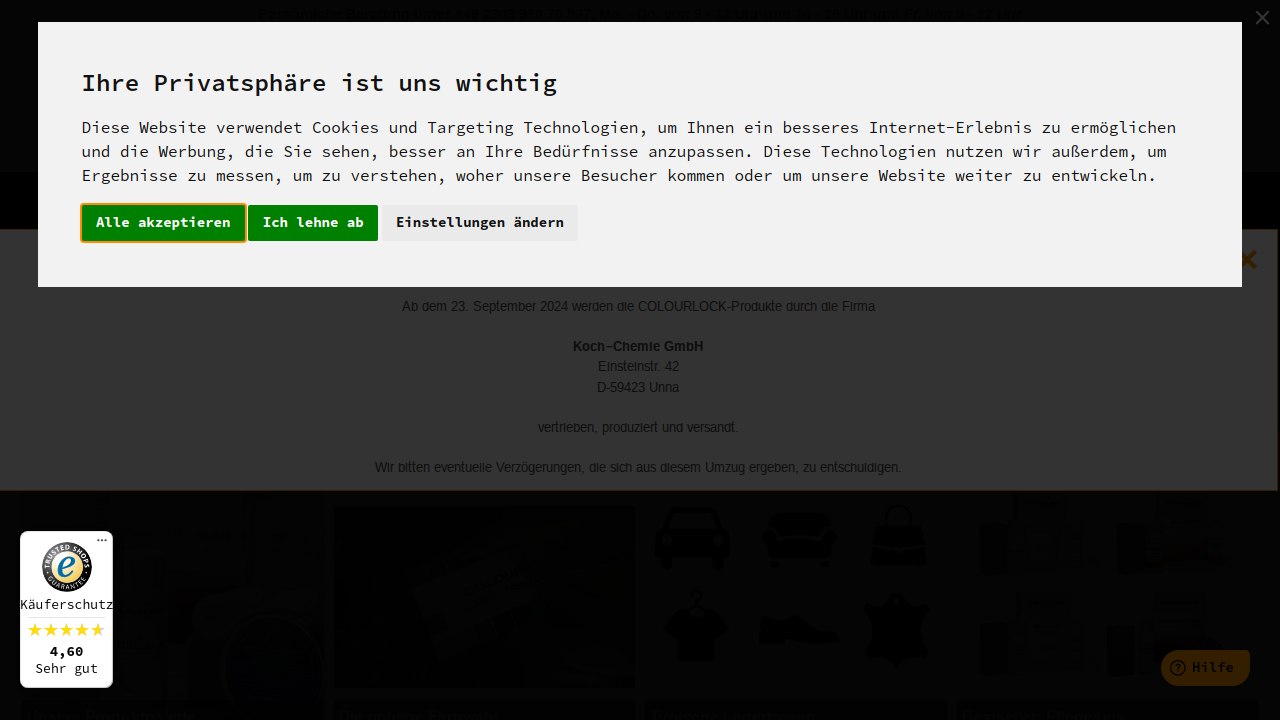 Ihre Privatsphäre ist uns wichtig
Diese Website verwendet Cookies und Targeting Technologien, um Ihnen ein besseres Internet-Erlebnis zu ermöglichen
und die Werbung, die Sie sehen, besser an Ihre Bedürfnisse anzupassen. Diese Technologien nutzen wir außerdem, um
Ergebnisse zu messen, um zu verstehen, woher unsere Besucher kommen oder um unsere Website weiter zu entwickeln.
Alle akzeptieren Ich lehne ab Einstellungen ändern
Ab dem 23. September 2024 werden die COLOURLOCK-Produkte durch die Firma
Koch-Chemie GmbH
Einsteinstr. 42
D-59423 Unna
vertrieben, produziert und versandt.
Wir bitten eventuelle Verzögerungen, die sich aus diesem Umzug ergeben, zu entschuldigen.
TRUSTED SHOPS
GUARANTEE
Käuferschutz
4,60
Sehr gut
Hilfe